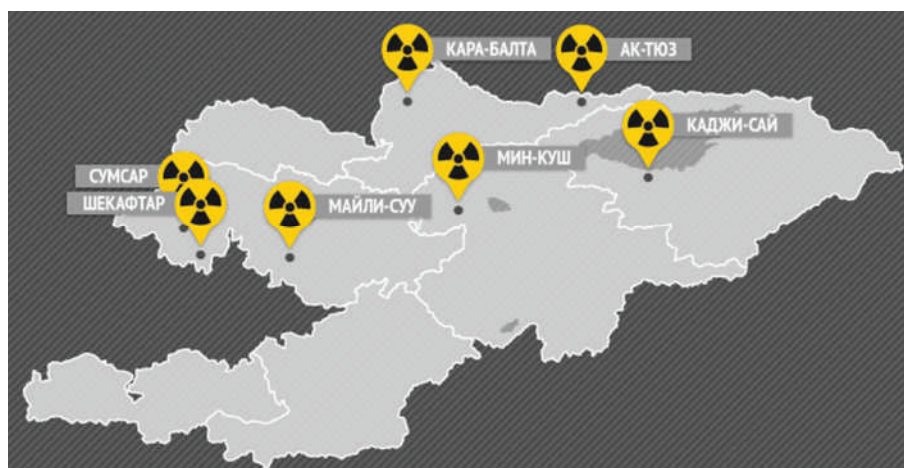 КАРА-БАЛТА
АК-ТЮЗ
КАДЖИ-САЙ
МИН-КУШ
СУМСАР
ШЕКАФТАР
МАЙЛИ-СУУ